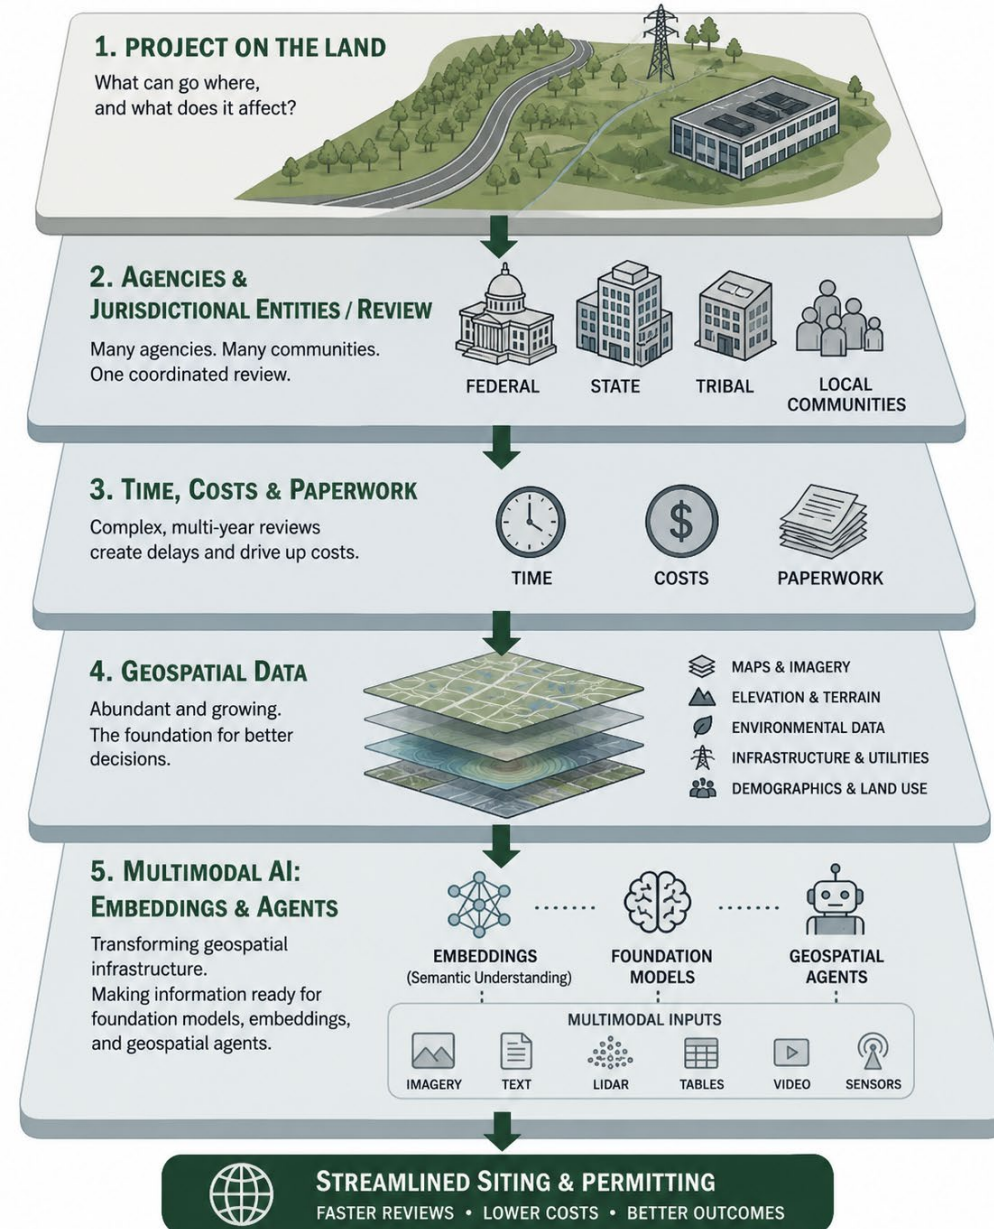 1. PROJECT ON THE LAND
What can go where,
and what does it affect?
2. AGENCIES &
JURISDICTIONAL ENTITIES / REVIEW
Many agencies. Many communities.
One coordinated review.
FEDERAL
STATE
TRIBAL
LOCAL
COMMUNITIES
3. TIME, COSTS & PAPERWORK
Complex, multi-year reviews
create delays and drive up costs.
$
TIME
COSTS
PAPERWORK
4. GEOSPATIAL DATA
Abundant and growing.
The foundation for better
decisions.
MAPS & IMAGERY
ELEVATION & TERRAIN
ENVIRONMENTAL DATA
INFRASTRUCTURE & UTILITIES
DEMOGRAPHICS & LAND USE
5. MULTIMODAL AI:
EMBEDDINGS & AGENTS
Transforming geospatial
infrastructure.
Making information ready for
foundation models, embeddings,
and geospatial agents.
EMBEDDINGS
(Semantic Understanding)
FOUNDATION
MODELS
GEOSPATIAL
AGENTS
MULTIMODAL INPUTS
IMAGERY
TEXT
LIDAR
TABLES
VIDEO
SENSORS
STREAMLINED SITING & PERMITTING
FASTER REVIEWS • LOWER COSTS • BETTER OUTCOMES